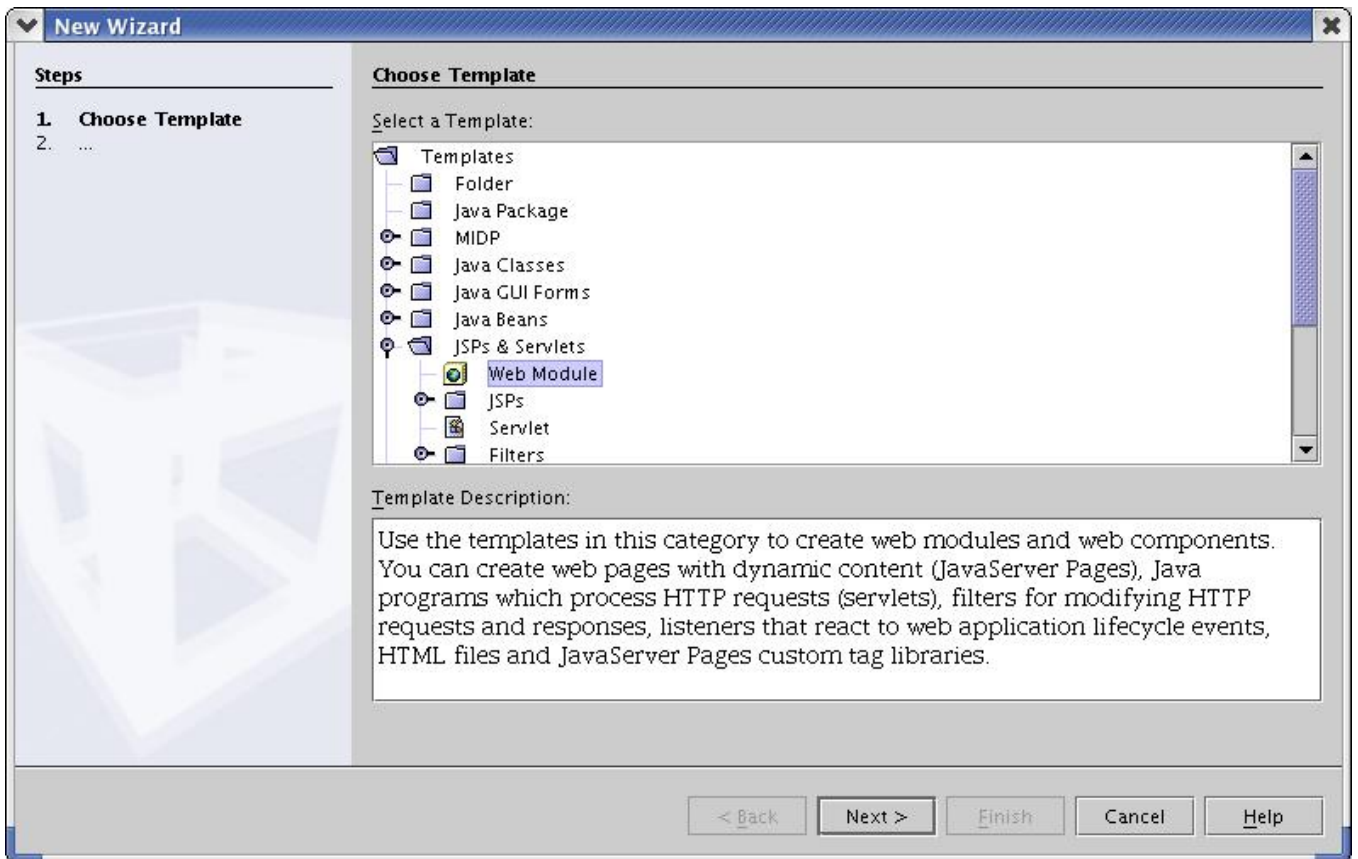 New Wizard
Steps
1. Choose Template
2. ...
Choose Template
Select a Template:
Templates
Folder
Java Package
MIDP
Java Classes
Java GUI Forms
Java Beans
JSPs & Servlets
Web Module
JSPs
Servlet
Filters
Template Description:
Use the templates in this category to create web modules and web components.
You can create web pages with dynamic content (JavaServer Pages), Java
programs which process HTTP requests (servlets), filters for modifying HTTP
requests and responses, listeners that react to web application lifecycle events,
HTML files and JavaServer Pages custom tag libraries.
< Back
Next >
Finish
Cancel
Help